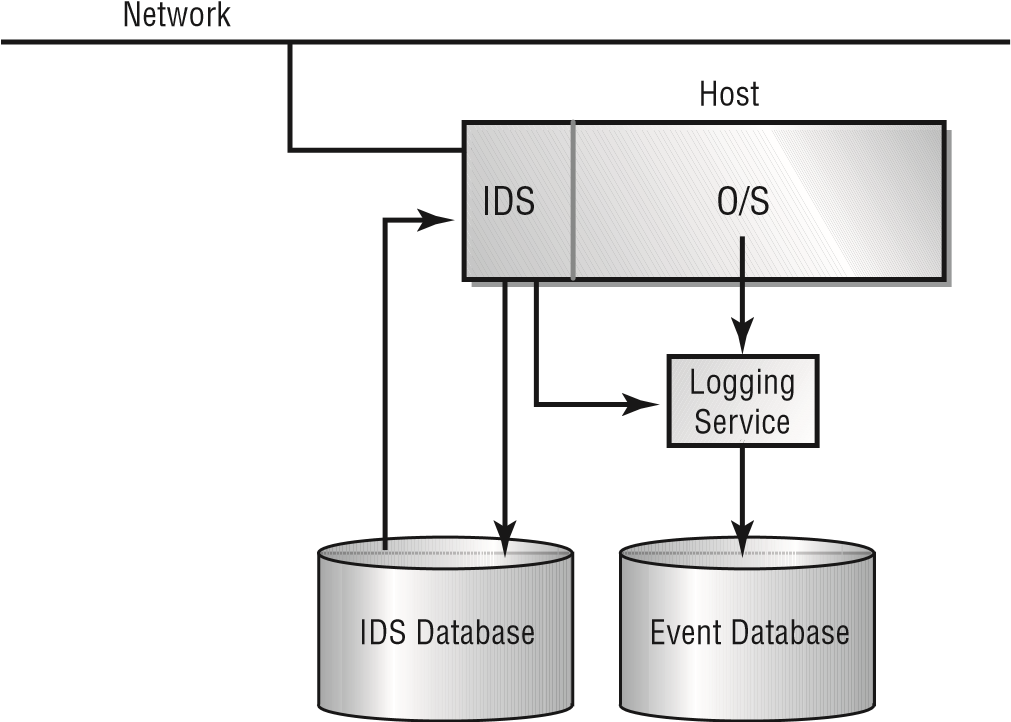 Network
Host
IDS
O/S
Logging
Service
IDS Database
Event Database